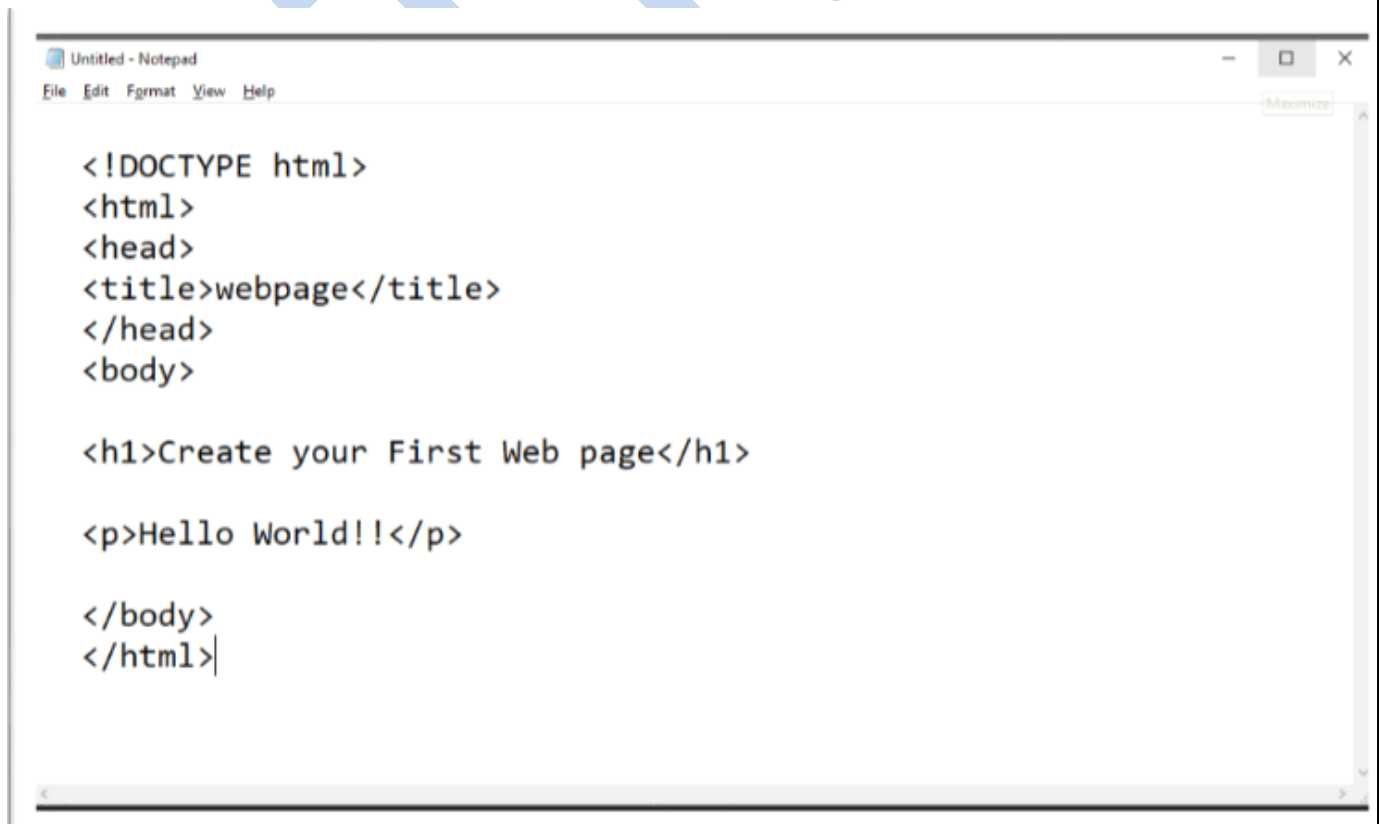 Untitled - Notepad
File Edit Format View Help
Maximize
<!DOCTYPE html>
<html>
<head>
<title>webpage</title>
</head>
<body>
<h1>Create your First Web page</h1>
<p>Hello World!!</p>
</body>
</html>